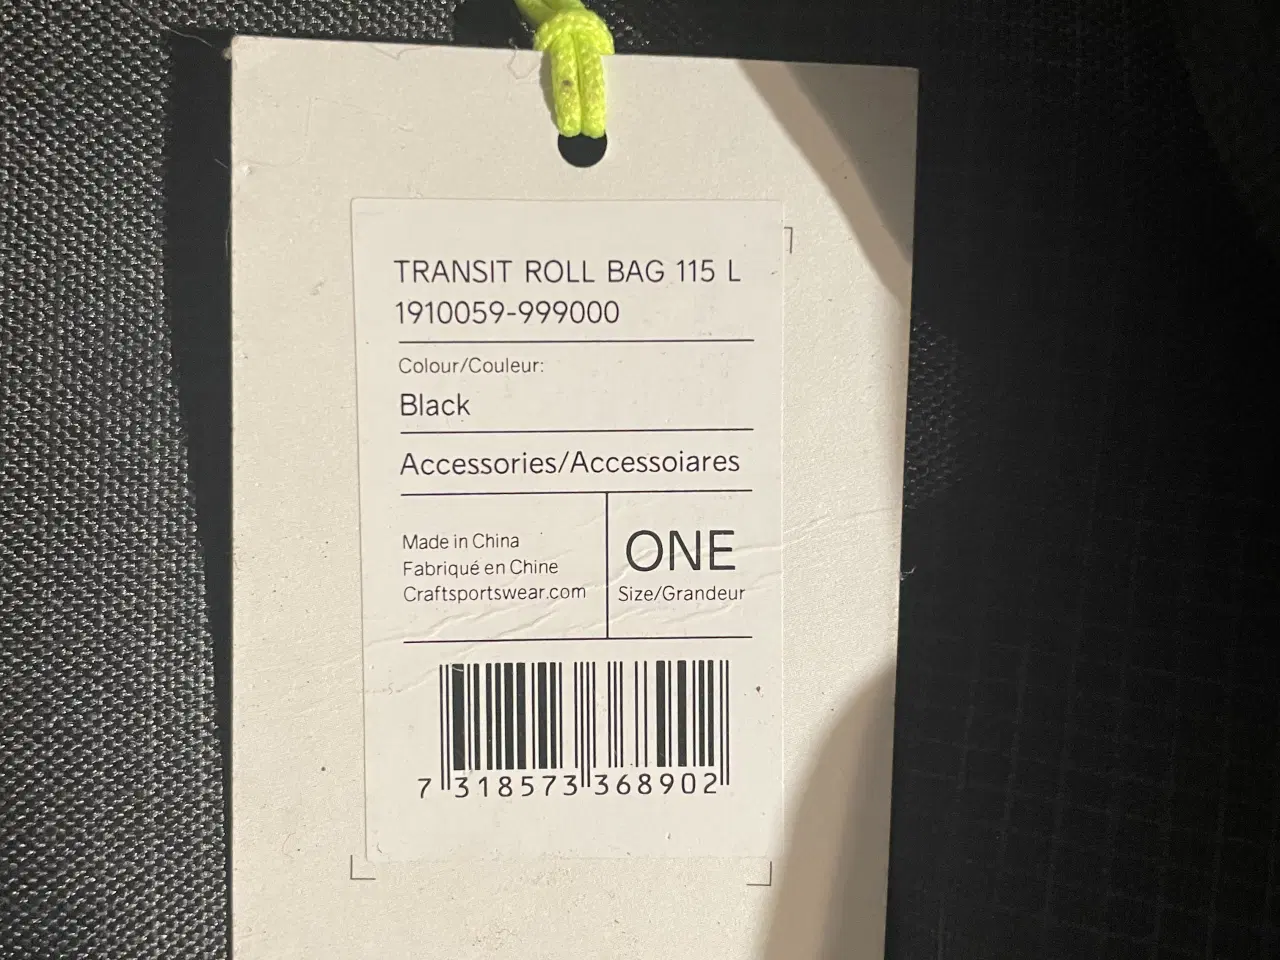 TRANSIT ROLL BAG 115 L
1910059-999000
Colour/Couleur:
Black
Accessories/Accessoiares
Made in China
Fabriqué en Chine
Craftsportswear.com
ONE
Size/Grandeur
7 318573 368902